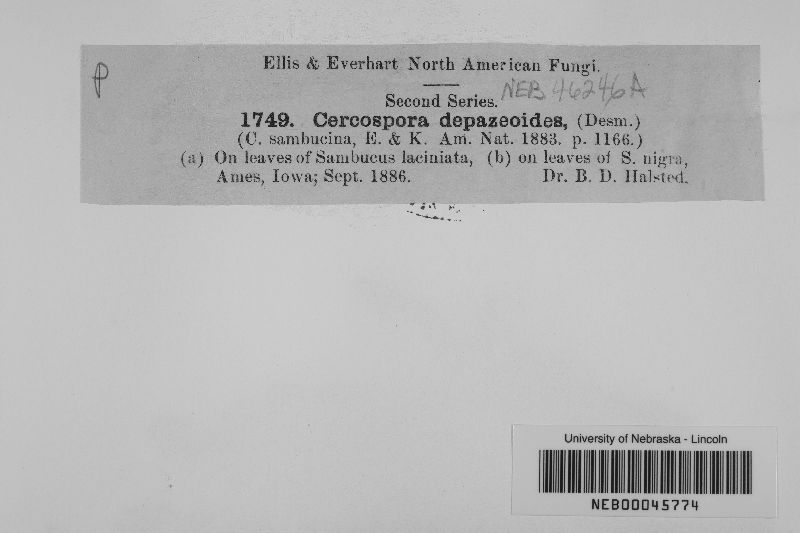 Ellis & Everhart North American Fungi.
P
NEB 46246A
Second Series.
1749. Cercospora depazeoides, (Desm.)
(C. sambucina, E. & K. Am. Nat. 1883. p. 1166.)
(a) On leaves of Sambucus laciniata, (b) on leaves of S. nigra,
Ames, Iowa; Sept. 1886. Dr. B. D. Halsted.
University of Nebraska - Lincoln
NEB00045774